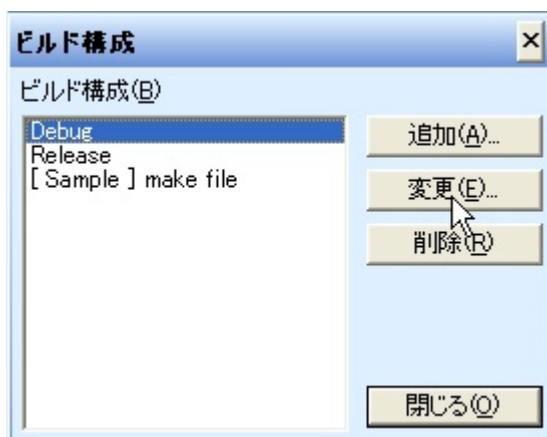 ビルド構成
ビルド構成(B)
Debug
Release
[ Sample ] make file
追加(A)...
変更(E)...
削除(R)
閉じる(O)